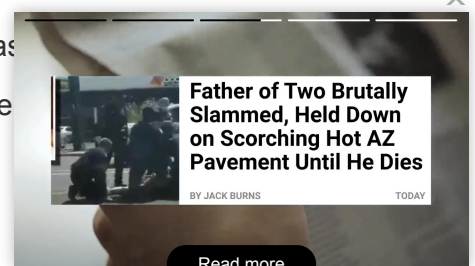 as
Father of Two Brutally
Slammed, Held Down
e
on Scorching Hot AZ
Pavement Until He Dies
BY JACK BURNS TODAY
Read more